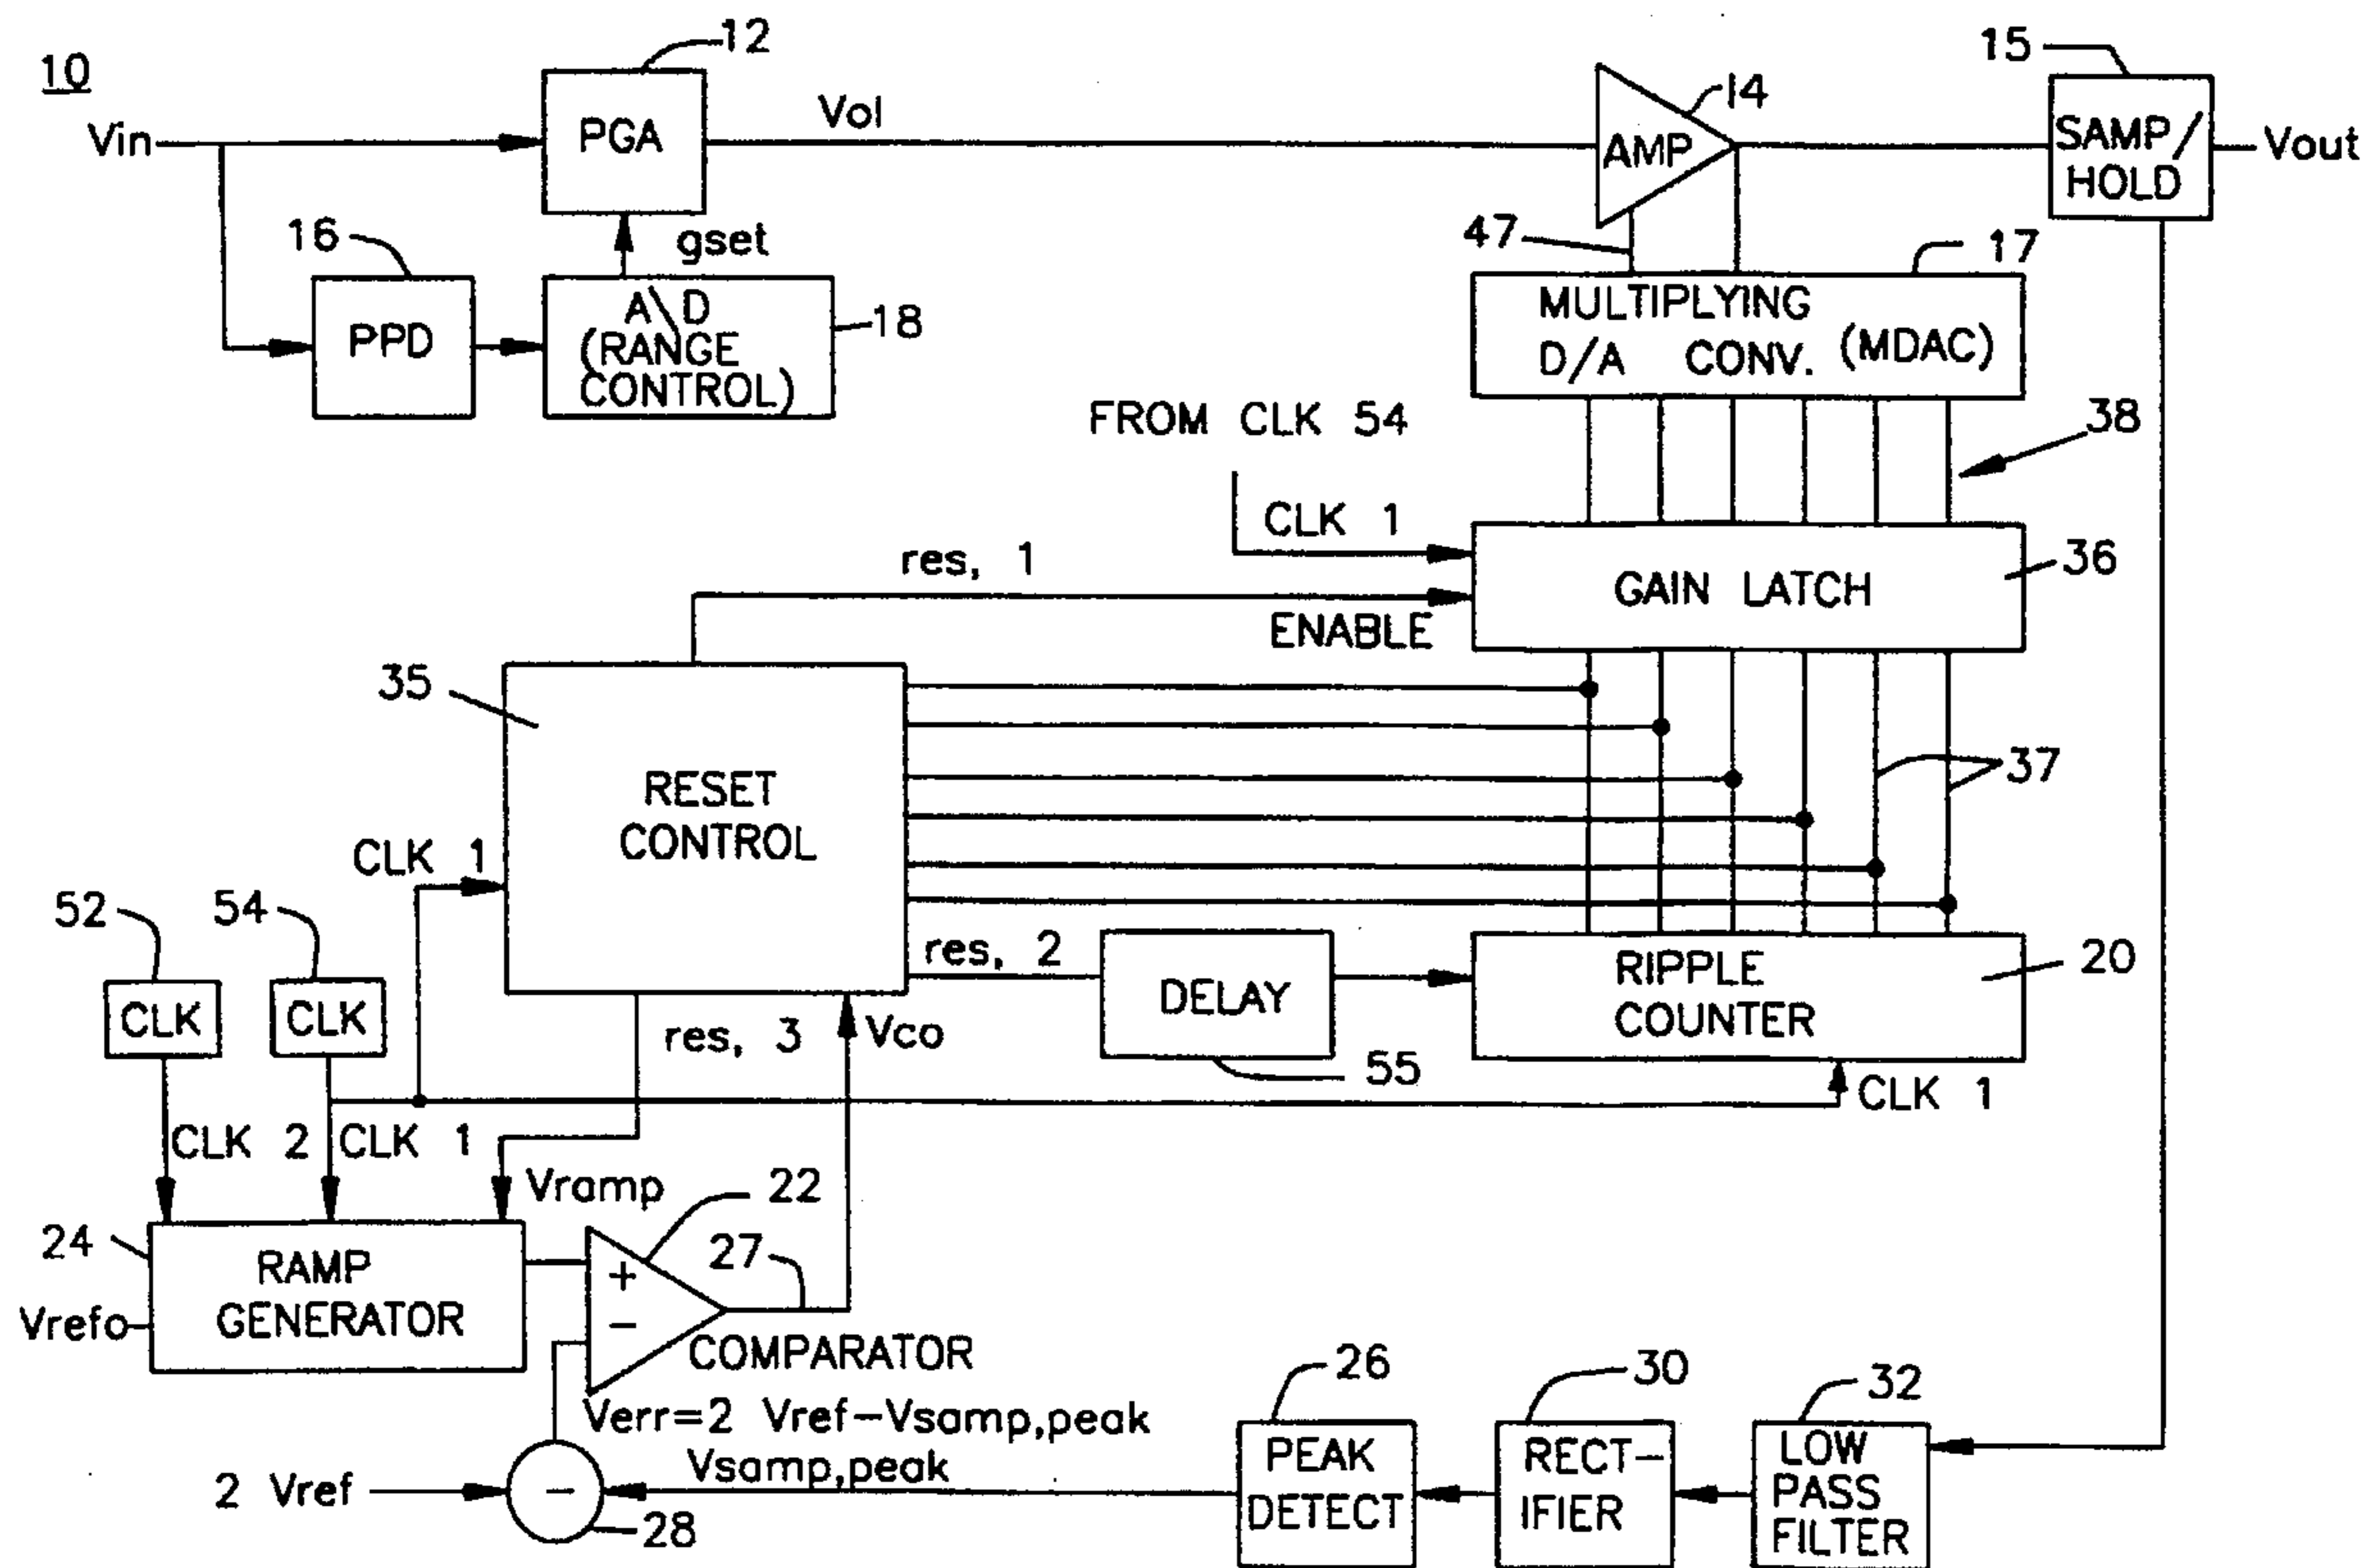 10
12
15
Vin
PGA
Vol
AMP
14
SAMP/
HOLD
Vout
16
gset
47
17
PPD
A\D
(RANGE
CONTROL)
18
MULTIPLYING
D/A CONV. (MDAC)
FROM CLK 54
38
CLK 1
res, 1
ENABLE
GAIN LATCH
36
35
RESET
CONTROL
37
CLK 1
52
54
CLK
CLK
res, 2
DELAY
55
RIPPLE
COUNTER
20
res, 3
Vco
CLK 1
CLK 2
CLK 1
Vramp
22
24
RAMP
GENERATOR
Vrefo
+
−
27
COMPARATOR
Verr=2 Vref−Vsamp,peak
Vsamp,peak
2 Vref
−
28
26
PEAK
DETECT
30
RECT−
IFIER
32
LOW
PASS
FILTER